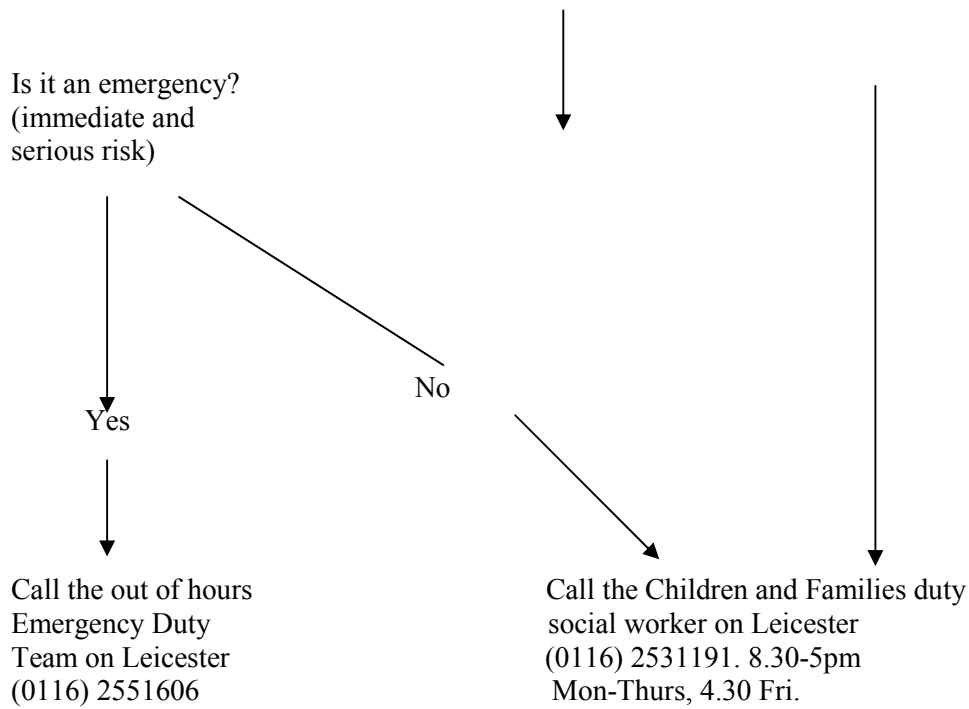 Is it an emergency?
(immediate and
serious risk)
No
Yes
Call the out of hours
Emergency Duty
Team on Leicester
(0116) 2551606
Call the Children and Families duty
social worker on Leicester
(0116) 2531191. 8.30-5pm
Mon-Thurs, 4.30 Fri.